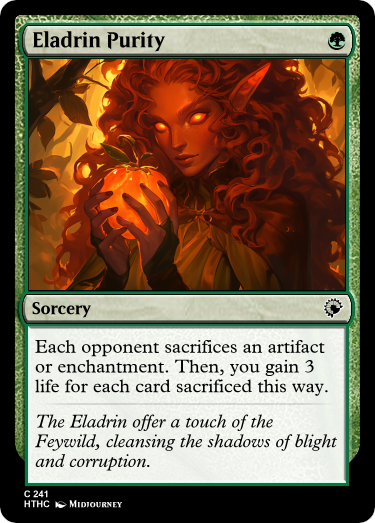 Eladrin Purity
Sorcery
Each opponent sacrifices an artifact
or enchantment. Then, you gain 3
life for each card sacrificed this way.
The Eladrin offer a touch of the
Feywild, cleansing the shadows of blight
and corruption.
C 241
HTHC Midjourney